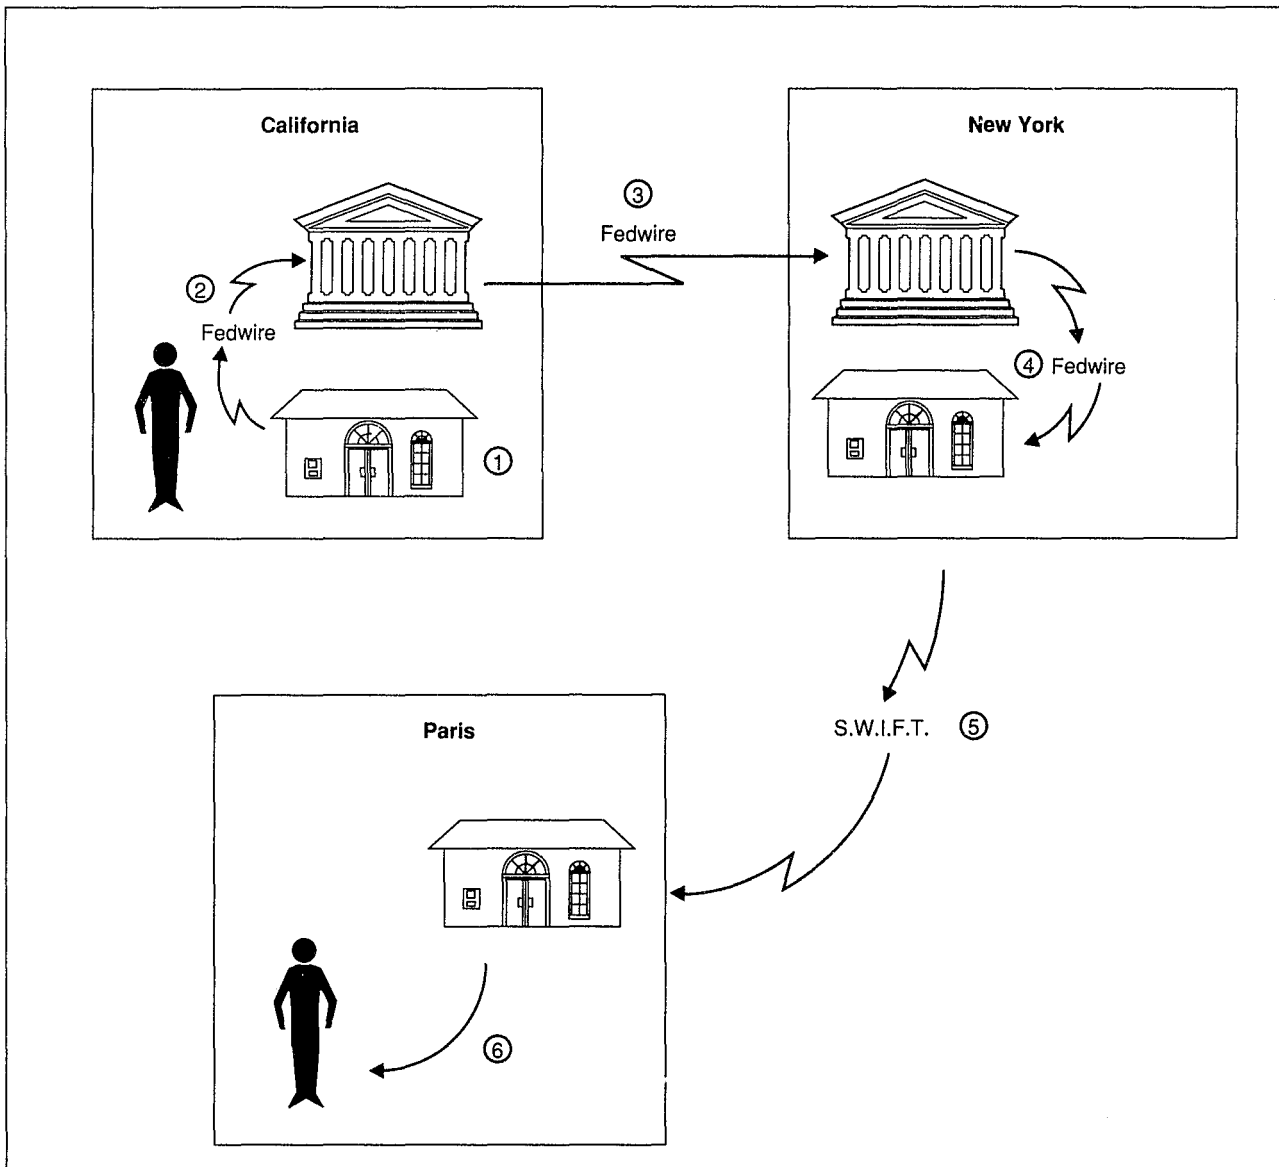 California
New York
③
Fedwire
②
Fedwire
①
④ Fedwire
S.W.I.F.T. ⑤
Paris
⑥